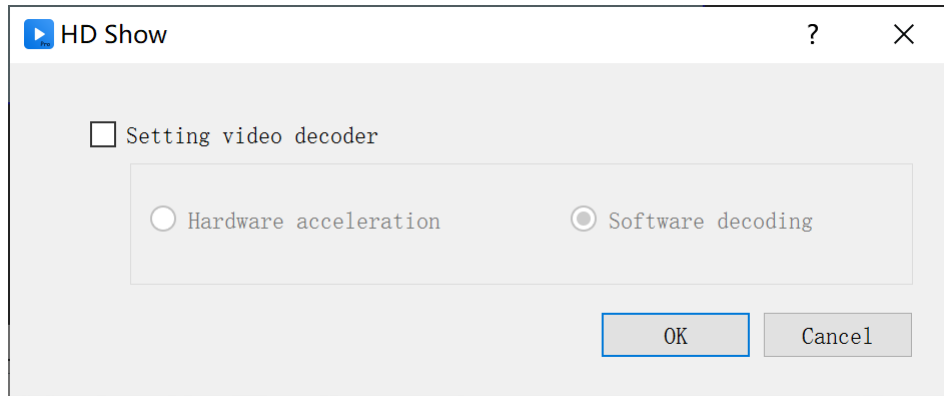 HD Show
Setting video decoder
Hardware acceleration Software decoding
OK Cancel